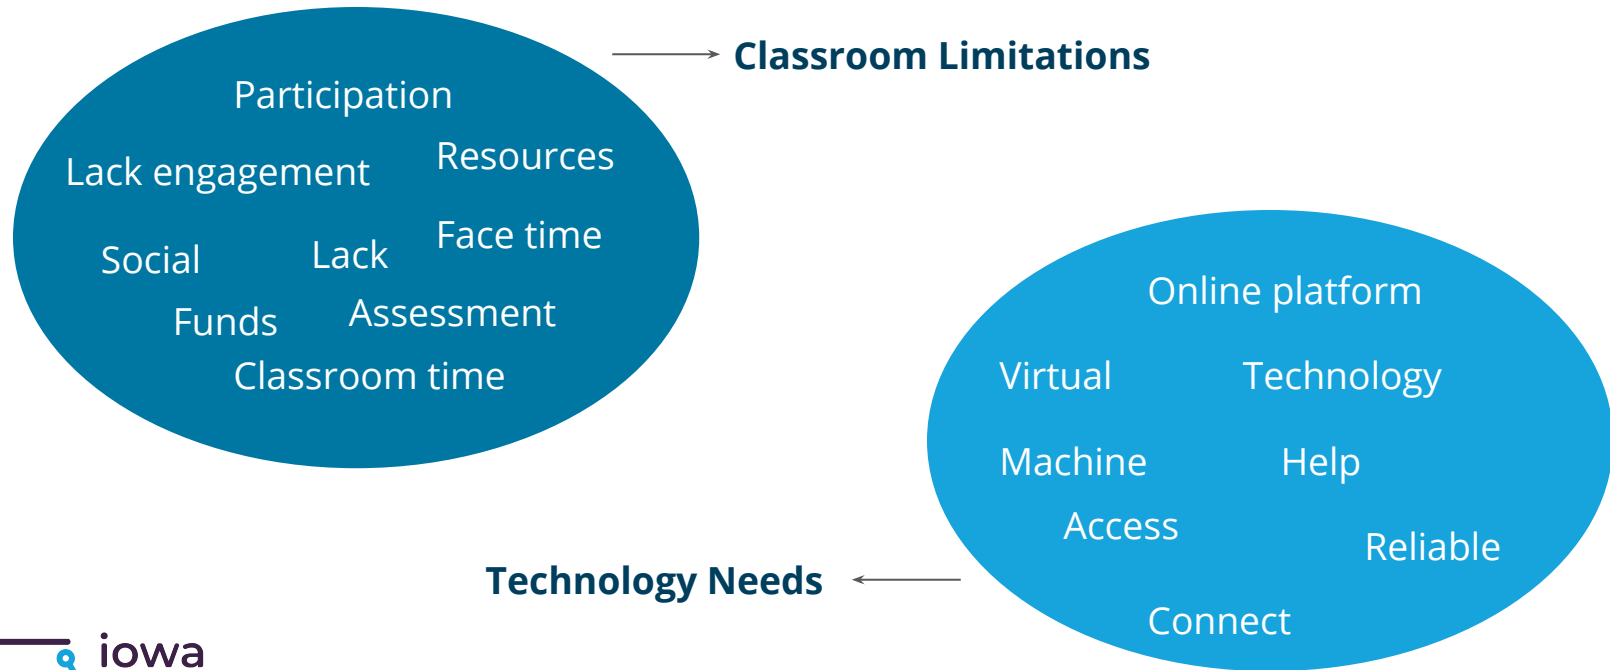 Classroom Limitations
Participation
Resources
Lack engagement
Face time
Social
Lack
Funds
Assessment
Classroom time
Online platform
Virtual
Technology
Machine
Help
Access
Reliable
Connect
Technology Needs
iowa